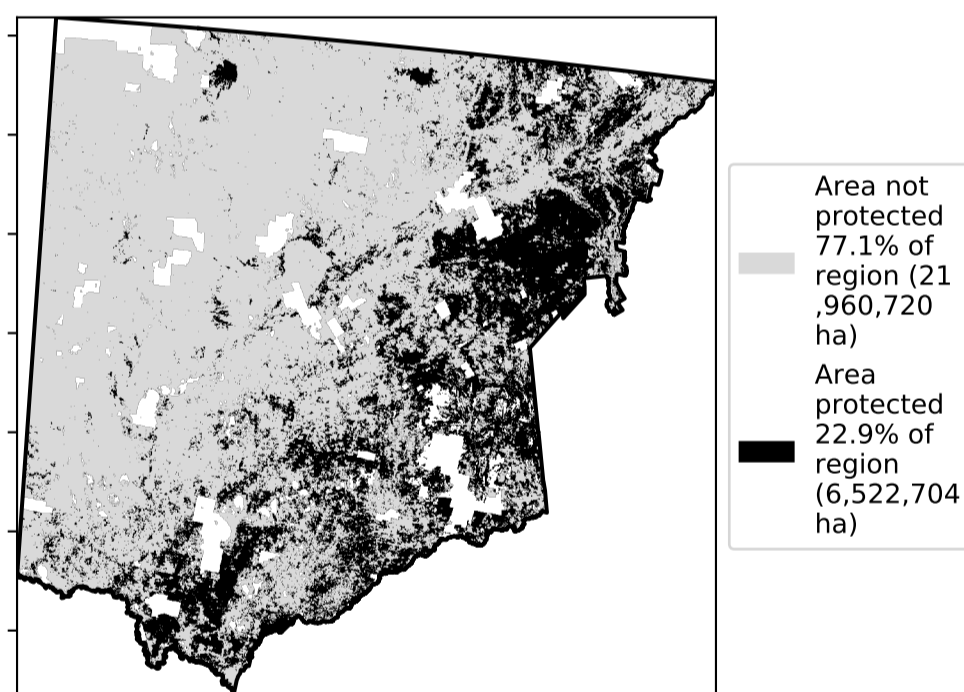 Area not
protected
77.1% of
region (21
,960,720
ha)
Area
protected
22.9% of
region
(6,522,704
ha)